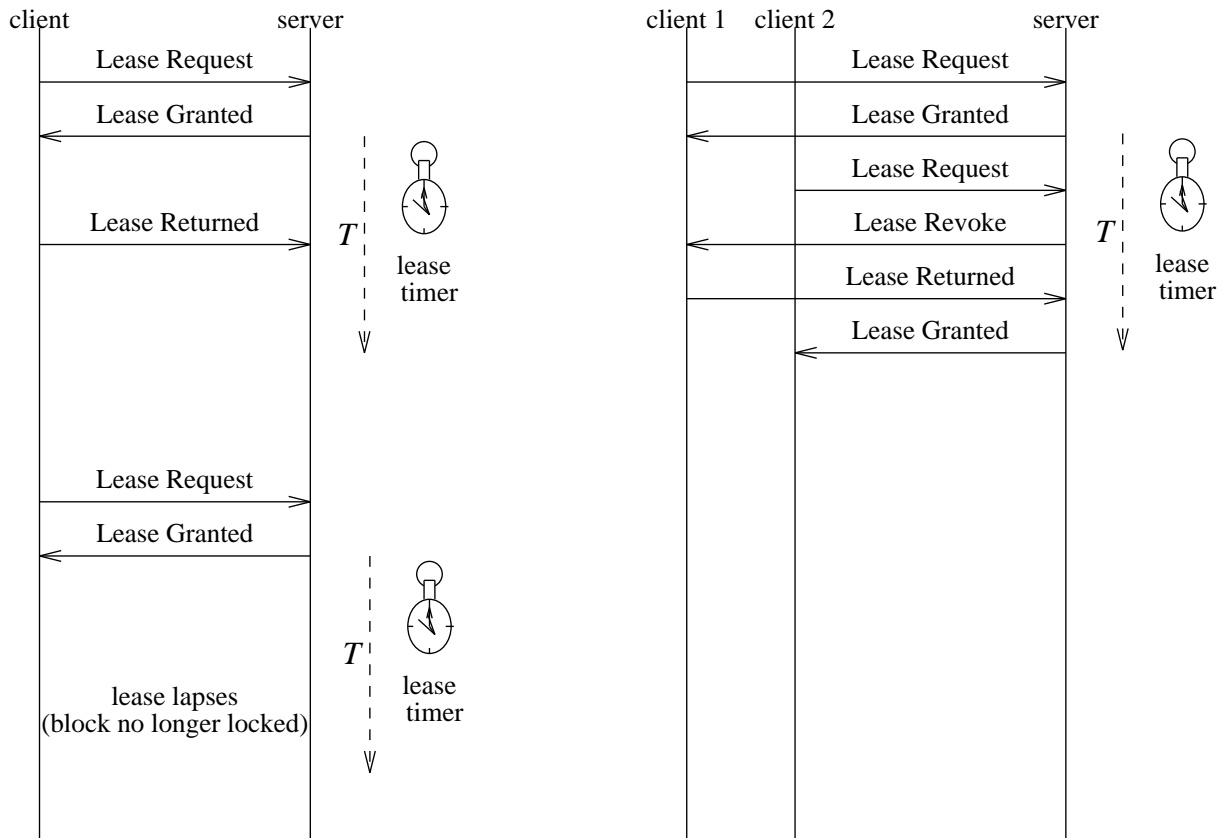 client
server
Lease Request
Lease Granted
Lease Returned
T
lease
timer
Lease Request
Lease Granted
T
lease
timer
lease lapses
(block no longer locked)
client 1
client 2
server
Lease Request
Lease Granted
Lease Request
Lease Revoke
T
lease
timer
Lease Returned
Lease Granted